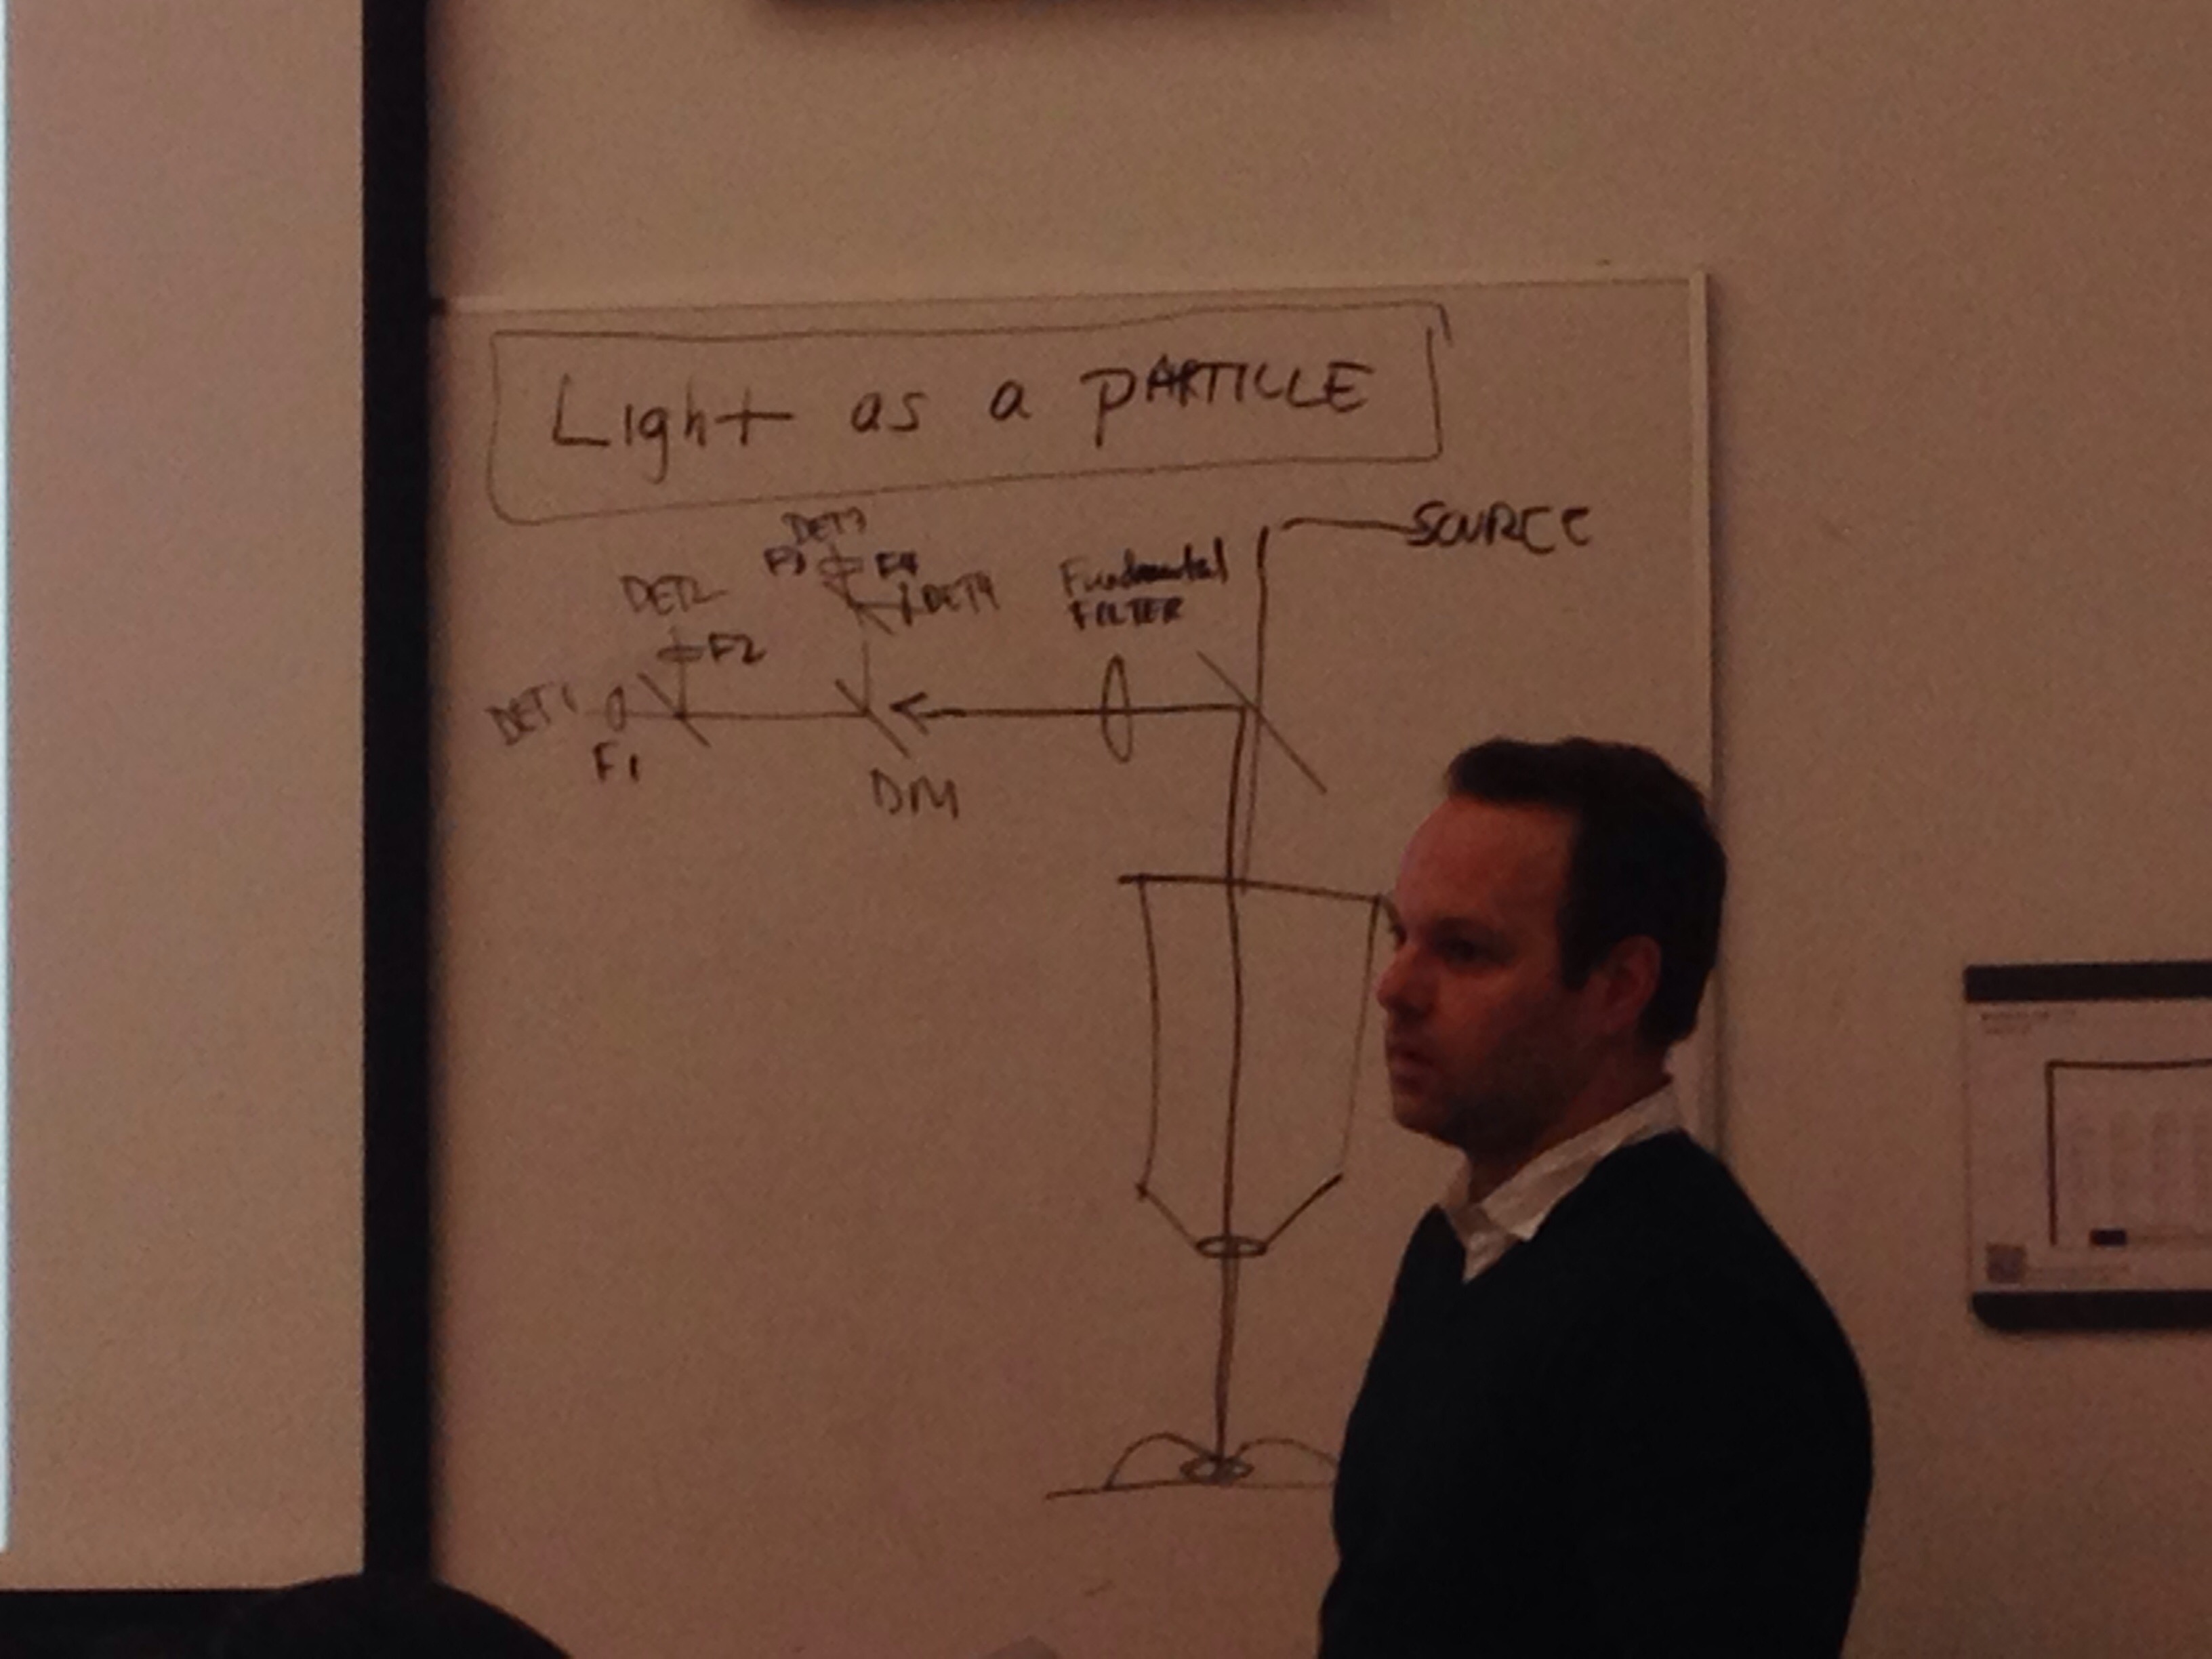 Light as a PARTICLE
SOURCE
DET3
F3 F4
DET4
Fundamental
FILTER
DET2
F2
DET1
F1
DM